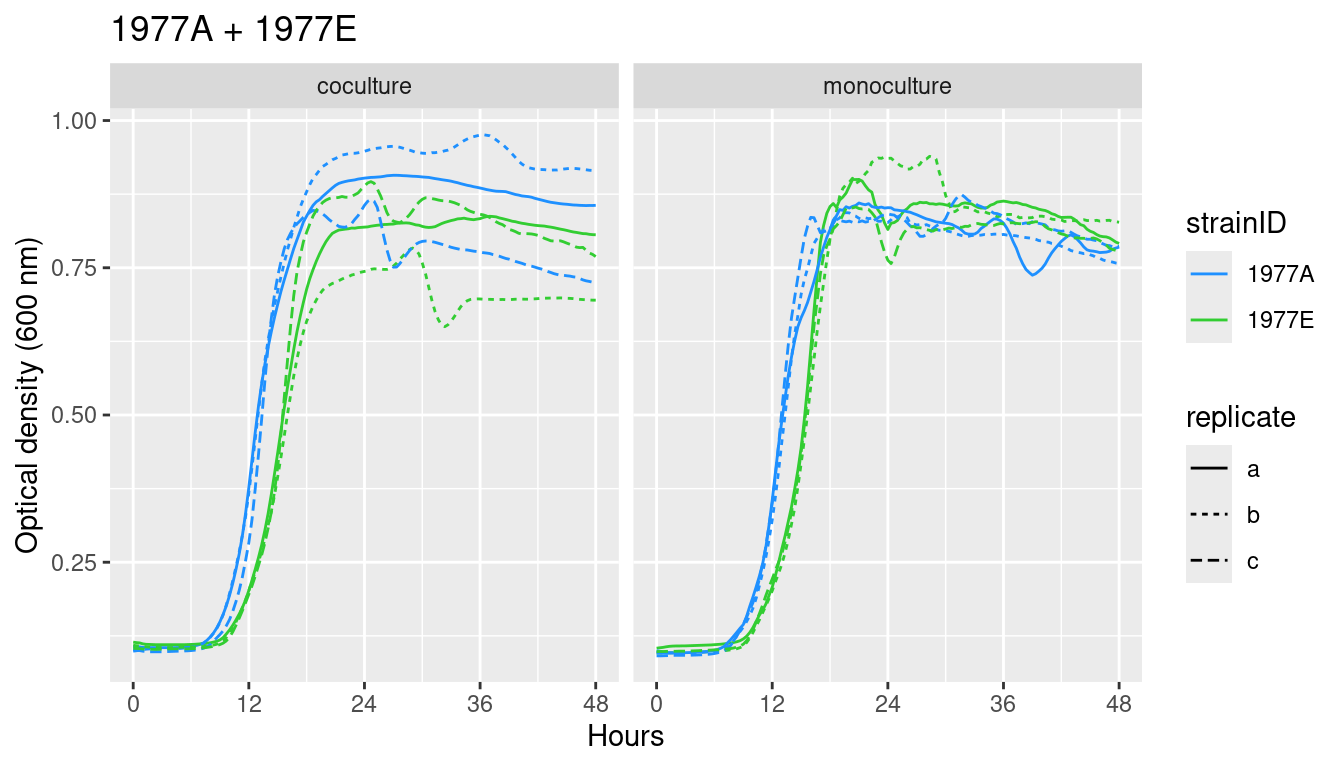 1977A + 1977E
coculture
monoculture
1.00
0.75
0.50
0.25
Optical density (600 nm)
0 12 24 36 48
0 12 24 36 48
Hours
strainID
1977A
1977E
replicate
a
b
c